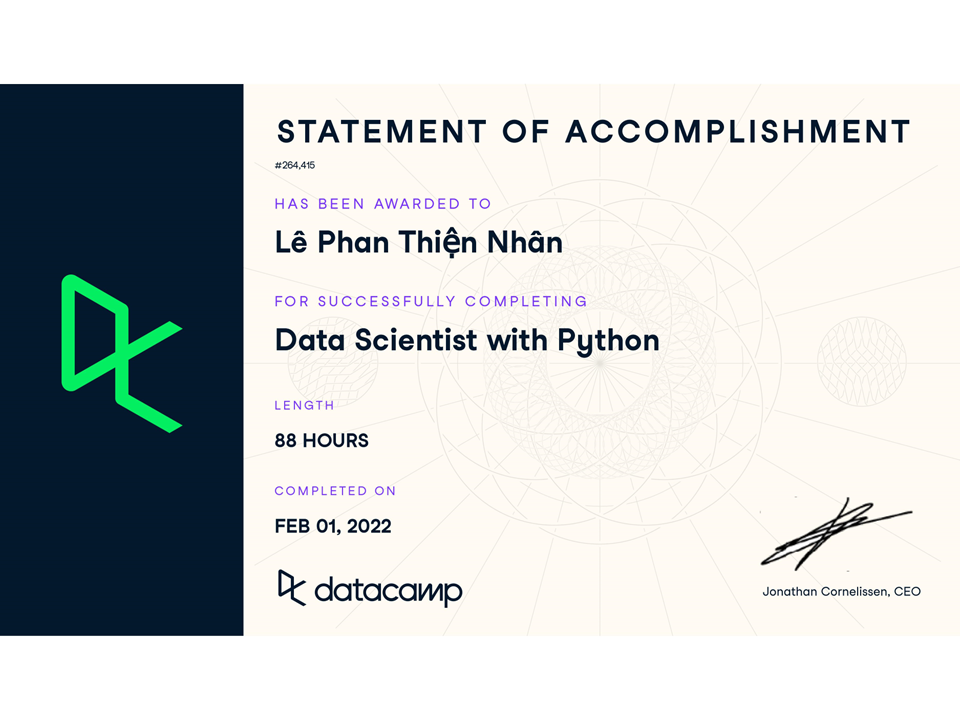 STATEMENT OF ACCOMPLISHMENT
#264,415
HAS BEEN AWARDED TO
Lê Phan Thiện Nhân
FOR SUCCESSFULLY COMPLETING
Data Scientist with Python
LENGTH
88 HOURS
COMPLETED ON
FEB 01, 2022
datacamp
Jonathan Cornelissen, CEO